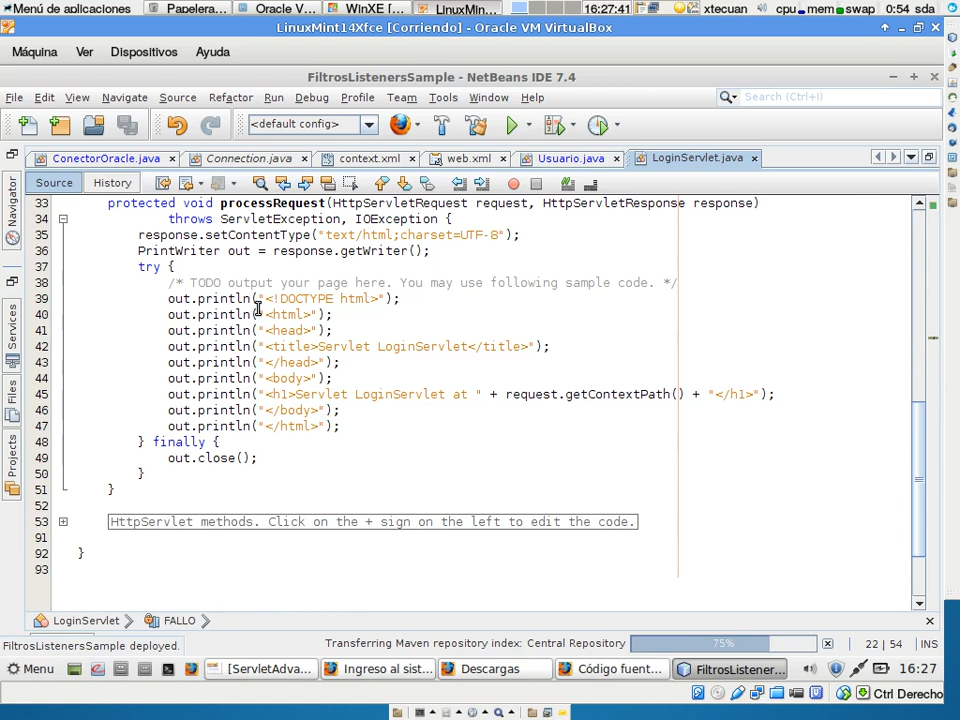 Menú de aplicaciones Papelera... Oracle V... WinXE [... LinuxMin... 16:27:41 xtecuan cpu mem swap 0:54 sda
LinuxMint14Xfce [Corriendo] - Oracle VM VirtualBox
Máquina Ver Dispositivos Ayuda
FiltrosListenersSample - NetBeans IDE 7.4
File Edit View Navigate Source Refactor Run Debug Profile Team Tools Window Help Search (Ctrl+I)
<default config>
ConectorOracle.java Connection.java context.xml web.xml Usuario.java LoginServlet.java
Source History
Navigator
Services
Files
Projects
33 protected void processRequest(HttpServletRequest request, HttpServletResponse response)
34 throws ServletException, IOException {
35 response.setContentType("text/html;charset=UTF-8");
36 PrintWriter out = response.getWriter();
37 try {
38 /* TODO output your page here. You may use following sample code. */
39 out.println("<!DOCTYPE html>");
40 out.println("<html>");
41 out.println("<head>");
42 out.println("<title>Servlet LoginServlet</title>");
43 out.println("</head>");
44 out.println("<body>");
45 out.println("<h1>Servlet LoginServlet at " + request.getContextPath() + "</h1>");
46 out.println("</body>");
47 out.println("</html>");
48 } finally {
49 out.close();
50 }
51 }
52
53 HttpServlet methods. Click on the + sign on the left to edit the code.
91
92 }
93
LoginServlet FALLO
FiltrosListenersSample deployed. Transferring Maven repository index: Central Repository 75% 22 | 54 INS
Menu [ServletAdva... Ingreso al sist... Descargas Código fuent... FiltrosListener... 16:27
Ctrl Derecho